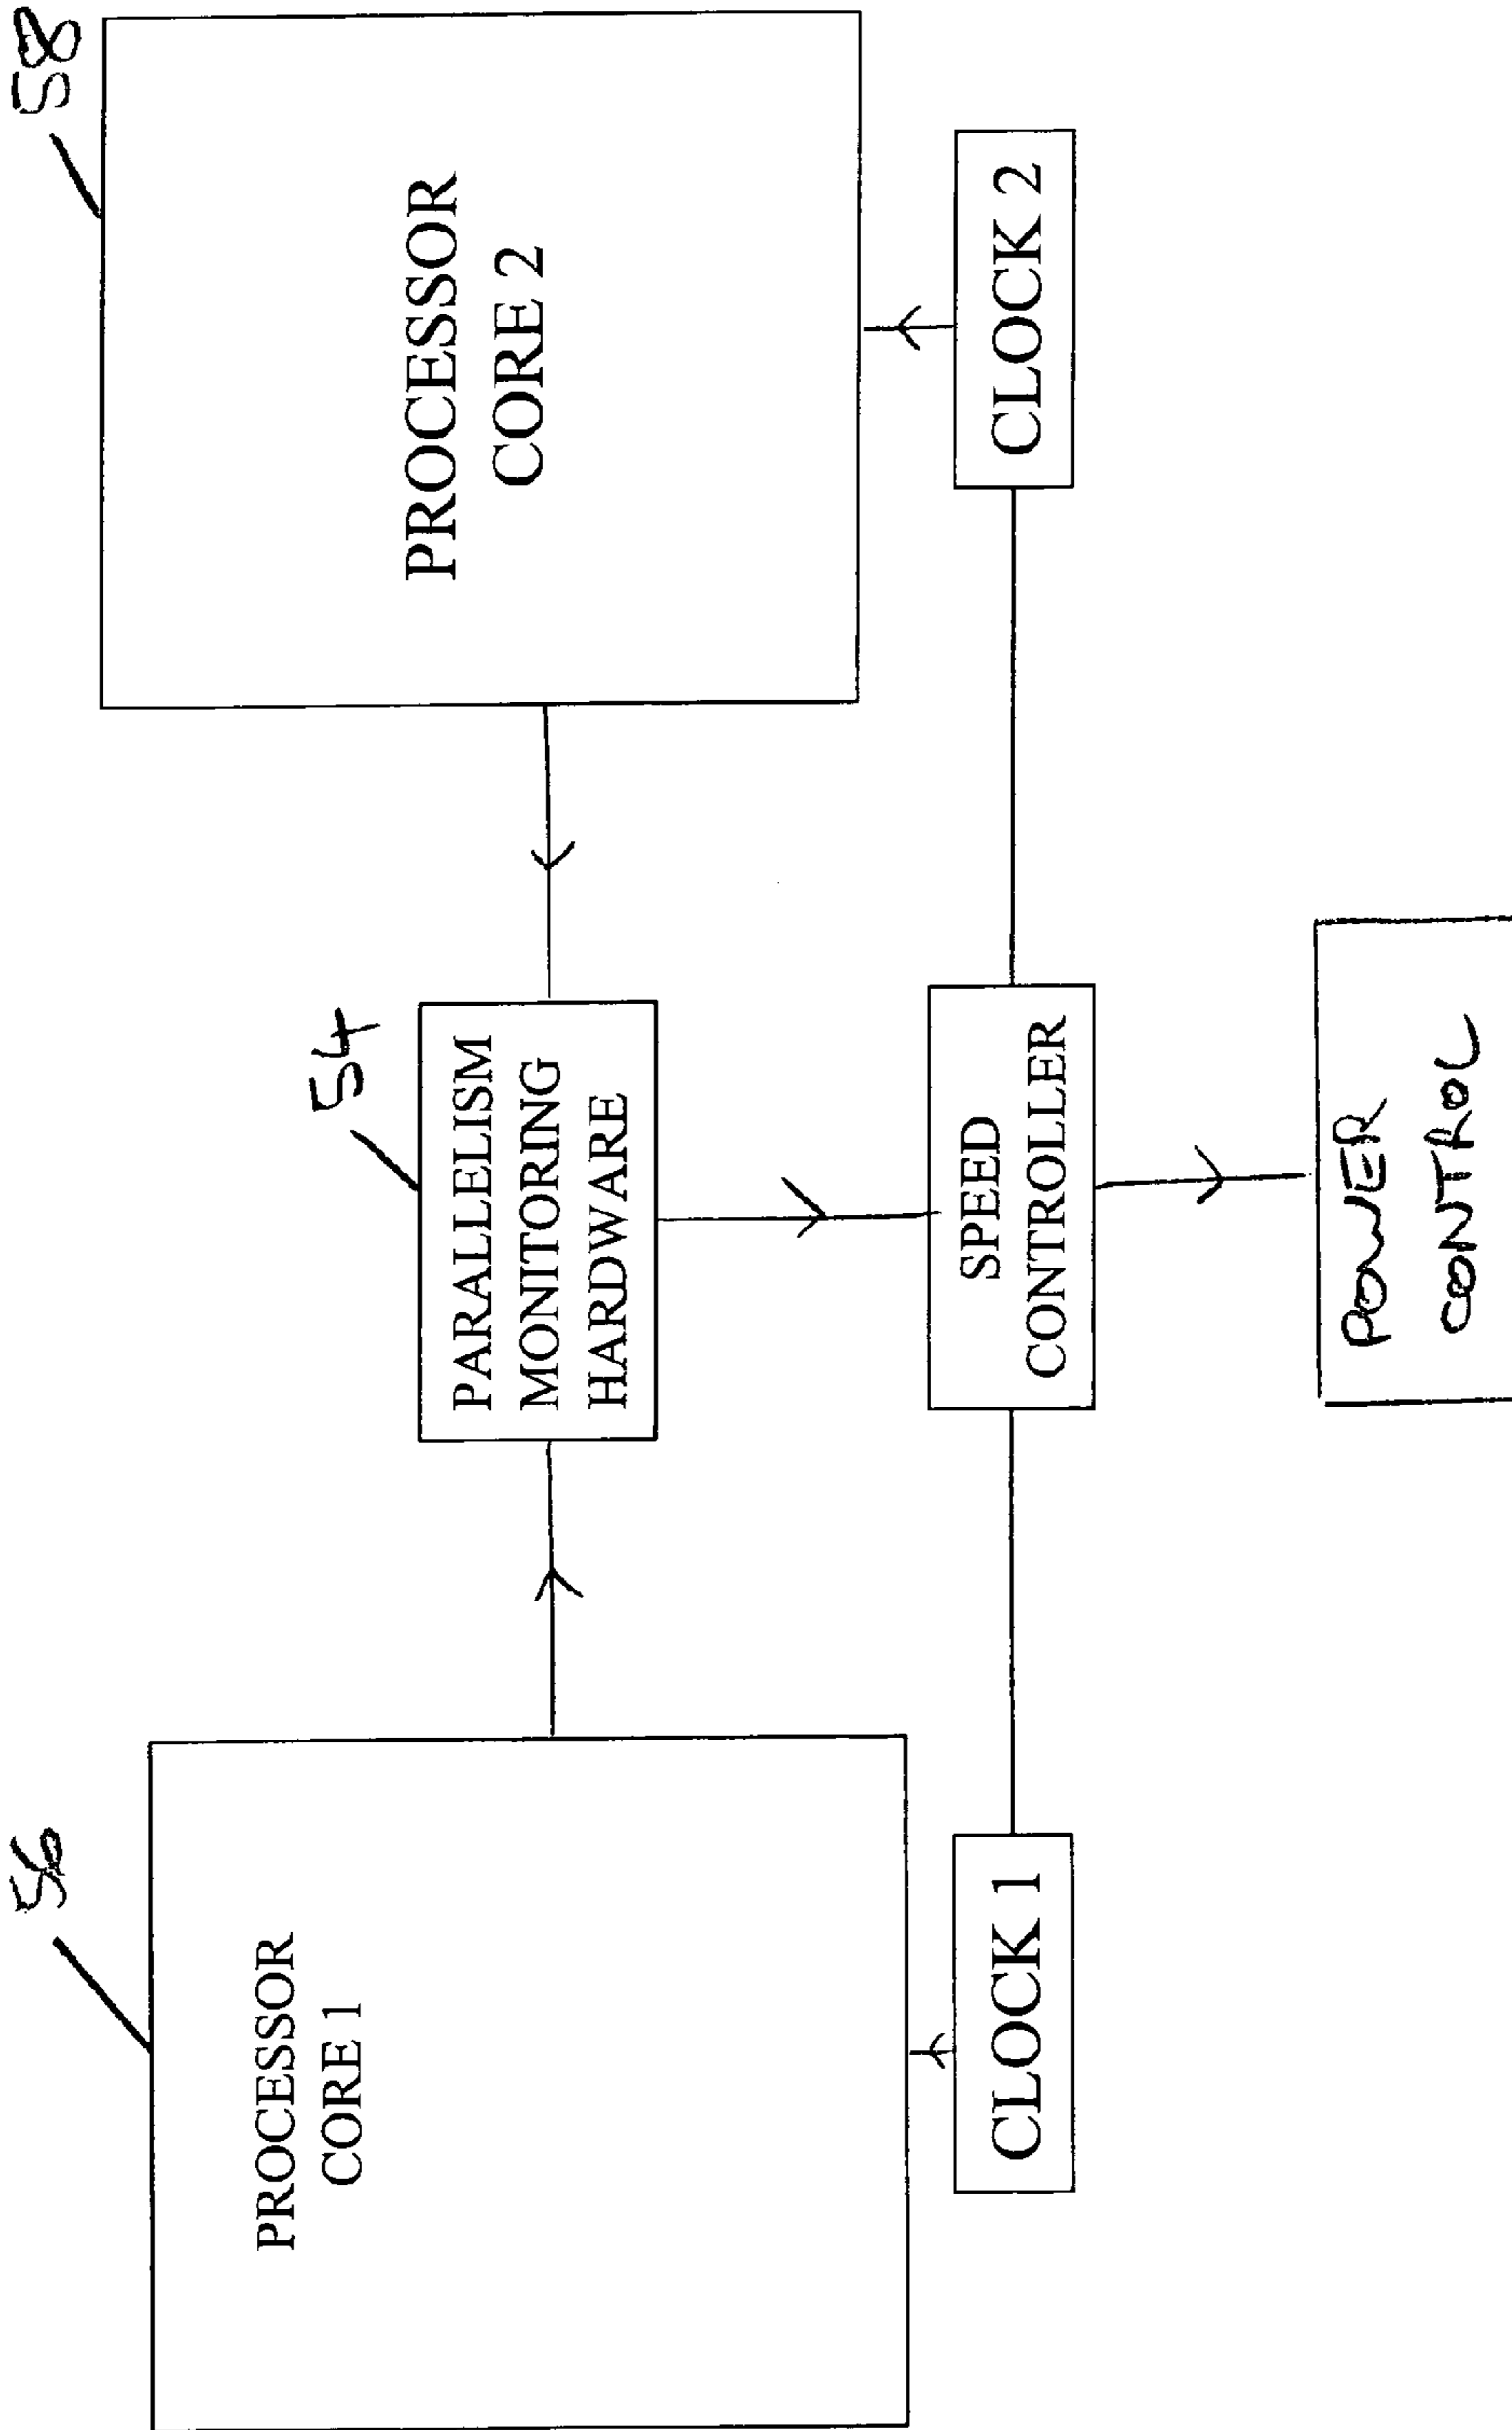 56
58
54
PROCESSOR
CORE 1
PARALLELISM
MONITORING
HARDWARE
PROCESSOR
CORE 2
CLOCK 1
SPEED
CONTROLLER
CLOCK 2
POWER
CONTROL